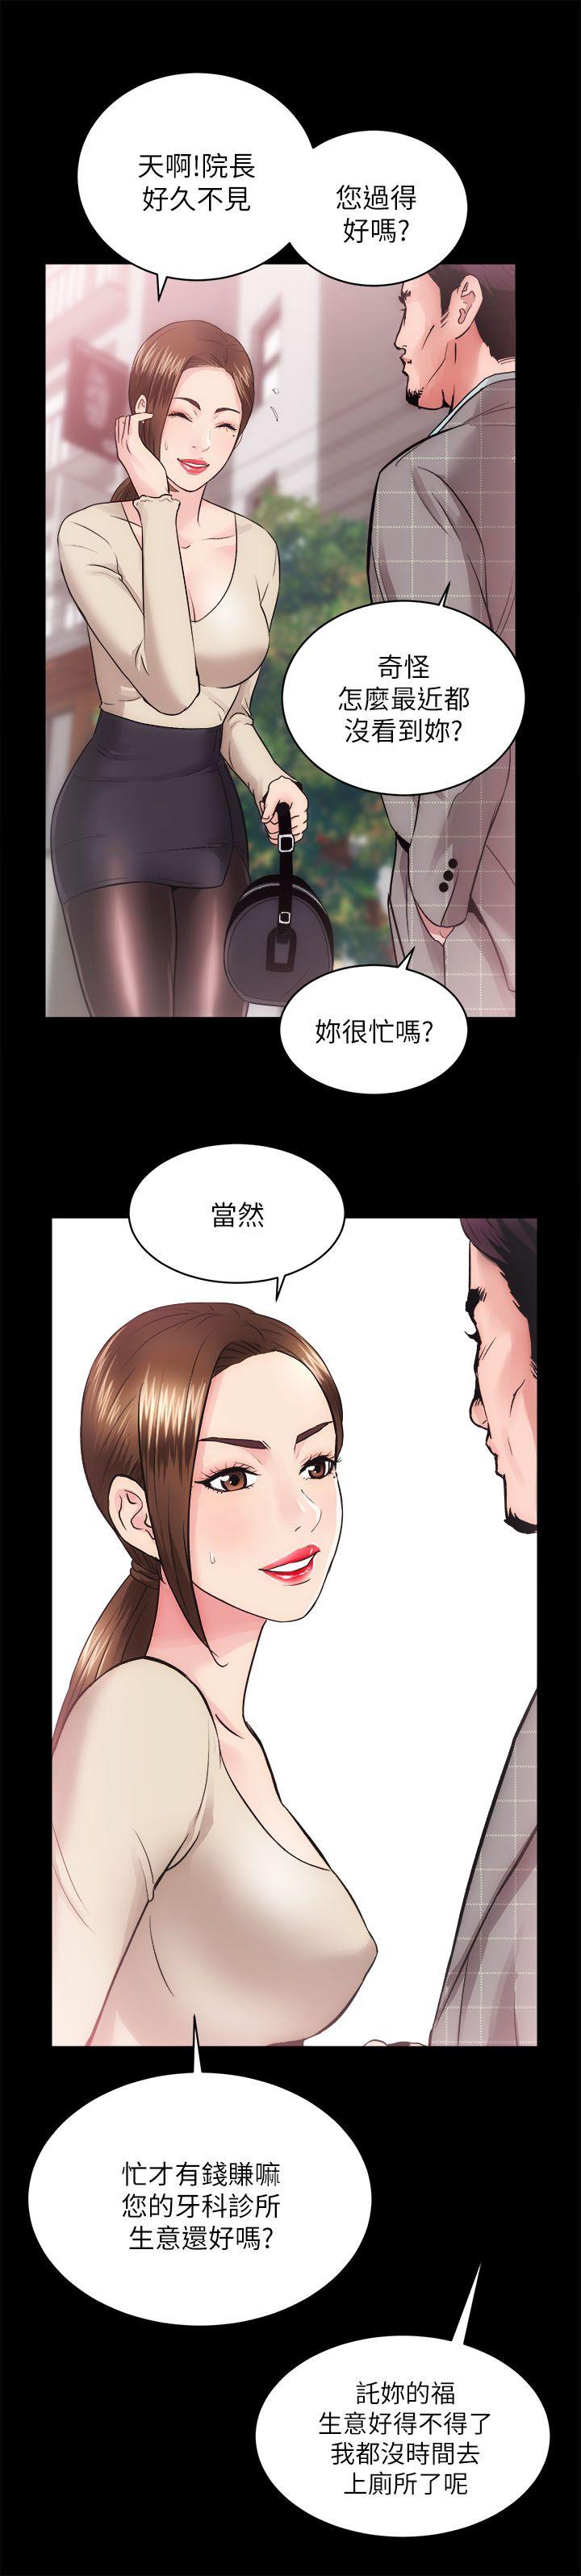 天啊!院長
好久不見
您過得
好嗎?
奇怪
怎麼最近都
沒看到妳?
妳很忙嗎?
當然
忙才有錢賺嘛
您的牙科診所
生意還好嗎?
託妳的福
生意好得不得了
我都沒時間去
上廁所了呢